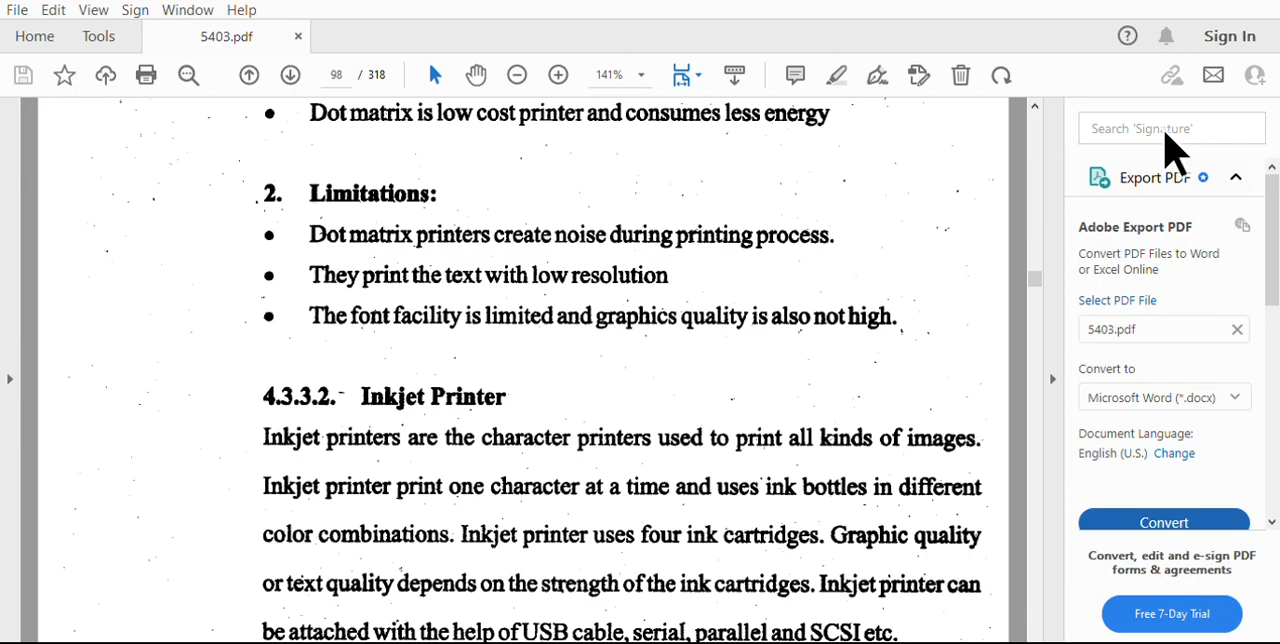 File Edit View Sign Window Help
Home Tools 5403.pdf × Sign In
98 / 318 141%
• Dot matrix is low cost printer and consumes less energy
2. Limitations:
• Dot matrix printers create noise during printing process.
• They print the text with low resolution
• The font facility is limited and graphics quality is also not high.
4.3.3.2. Inkjet Printer
Inkjet printers are the character printers used to print all kinds of images.
Inkjet printer print one character at a time and uses ink bottles in different
color combinations. Inkjet printer uses four ink cartridges. Graphic quality
or text quality depends on the strength of the ink cartridges. Inkjet printer can
be attached with the help of USB cable, serial, parallel and SCSI etc.
Search 'Signature'
Export PDF
Adobe Export PDF
Convert PDF Files to Word
or Excel Online
Select PDF File
5403.pdf ×
Convert to
Microsoft Word (*.docx)
Document Language:
English (U.S.) Change
Convert
Convert, edit and e-sign PDF
forms & agreements
Free 7-Day Trial